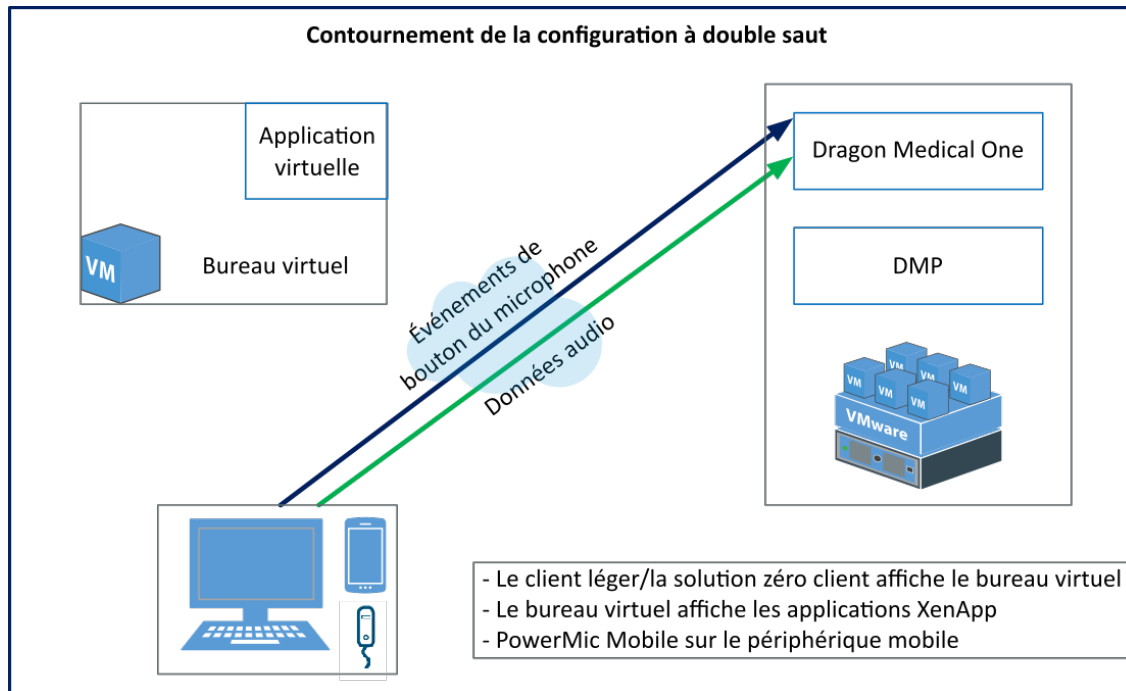 Contournement de la configuration à double saut
Application
virtuelle
VM
Bureau virtuel
Événements de
bouton du microphone
Données audio
Dragon Medical One
DMP
VM
VM
VM
VM
VM
VM
VMware
- Le client léger/la solution zéro client affiche le bureau virtuel
- Le bureau virtuel affiche les applications XenApp
- PowerMic Mobile sur le périphérique mobile